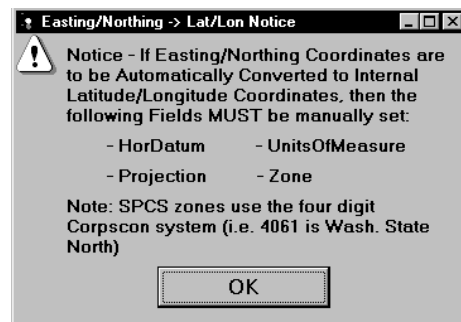 Easting/Northing -> Lat/Lon Notice
Notice - If Easting/Northing Coordinates are
to be Automatically Converted to Internal
Latitude/Longitude Coordinates, then the
following Fields MUST be manually set:
- HorDatum - UnitsOfMeasure
- Projection - Zone
Note: SPCS zones use the four digit
Corpscon system (i.e. 4061 is Wash. State
North)
OK